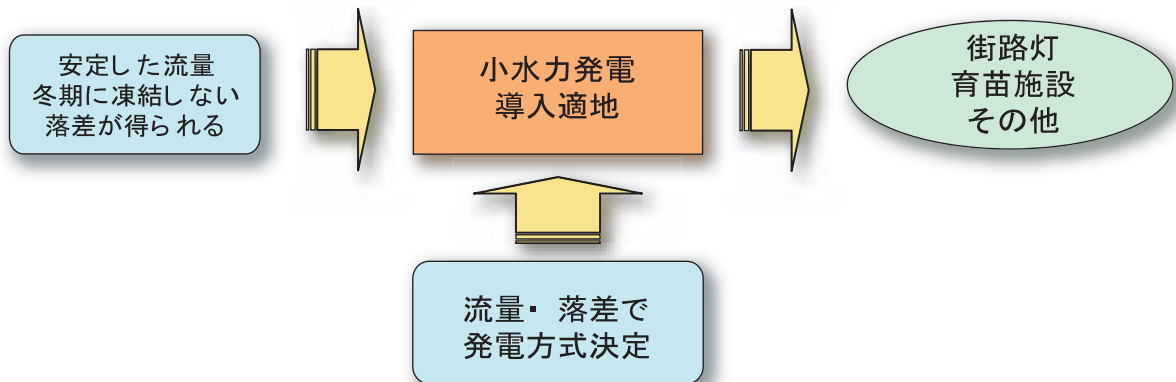 安定した流量
冬期に凍結しない
落差が得られる
小水力発電
導入適地
街路灯
育苗施設
その他
流量・落差で
発電方式決定